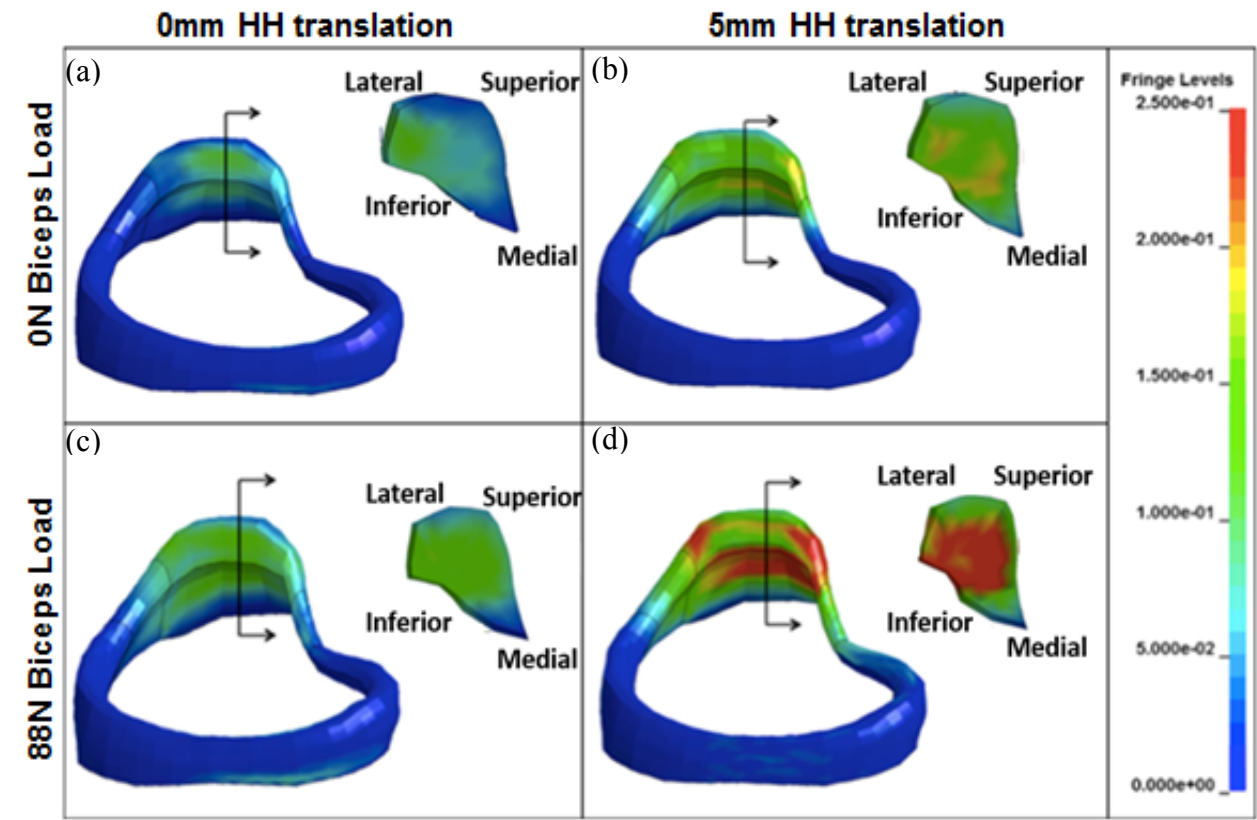 0mm HH translation
5mm HH translation
0N Biceps Load
88N Biceps Load
(a)
Lateral
Superior
Inferior
Medial
(b)
Lateral
Superior
Inferior
Medial
(c)
Lateral
Superior
Inferior
Medial
(d)
Lateral
Superior
Inferior
Medial
Fringe Levels
2.500e-01
2.000e-01
1.500e-01
1.000e-01
5.000e-02
0.000e+00